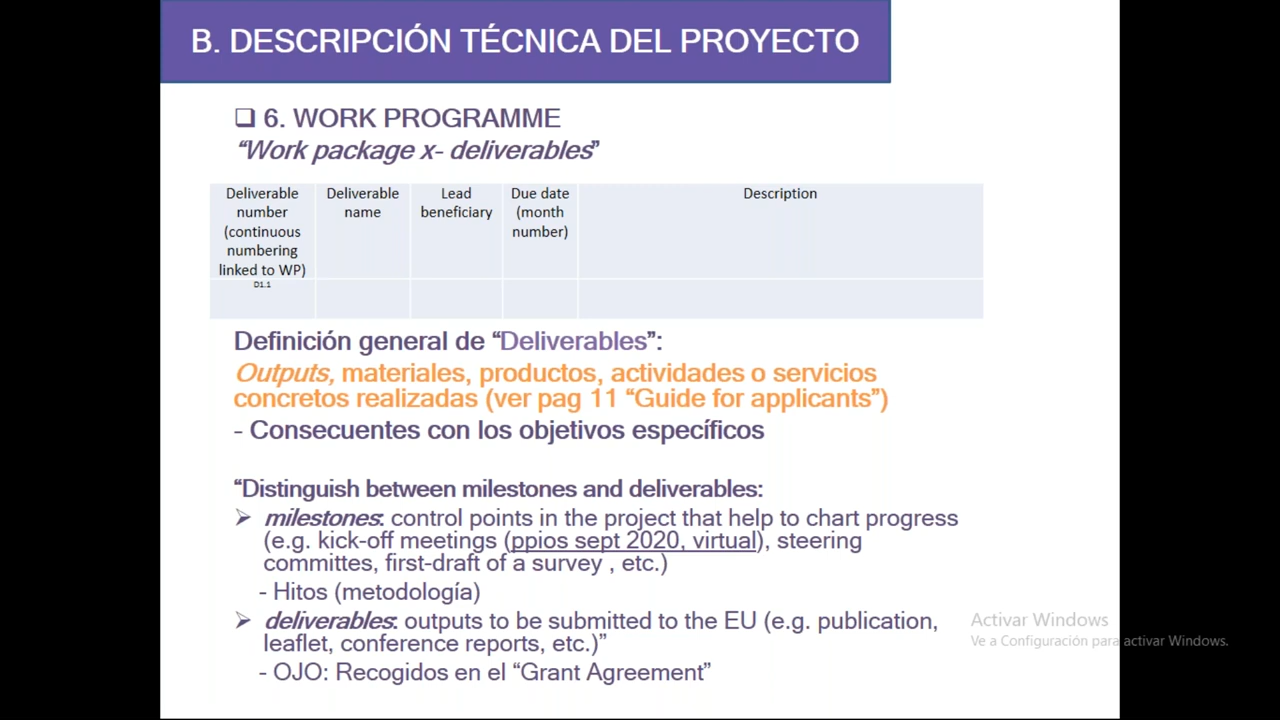 B. DESCRIPCIÓN TÉCNICA DEL PROYECTO
❑ 6. WORK PROGRAMME
“Work package x- deliverables”
Deliverable number (continuous numbering linked to WP)
Deliverable name
Lead beneficiary
Due date (month number)
Description
D1.1
Definición general de “Deliverables”:
Outputs, materiales, productos, actividades o servicios
concretos realizadas (ver pag 11 “Guide for applicants”)
- Consecuentes con los objetivos específicos
“Distinguish between milestones and deliverables:
➢ milestones: control points in the project that help to chart progress
(e.g. kick-off meetings (ppios sept 2020, virtual), steering
committes, first-draft of a survey , etc.)
- Hitos (metodología)
➢ deliverables: outputs to be submitted to the EU (e.g. publication,
leaflet, conference reports, etc.)”
- OJO: Recogidos en el “Grant Agreement”
Activar Windows
Ve a Configuración para activar Windows.